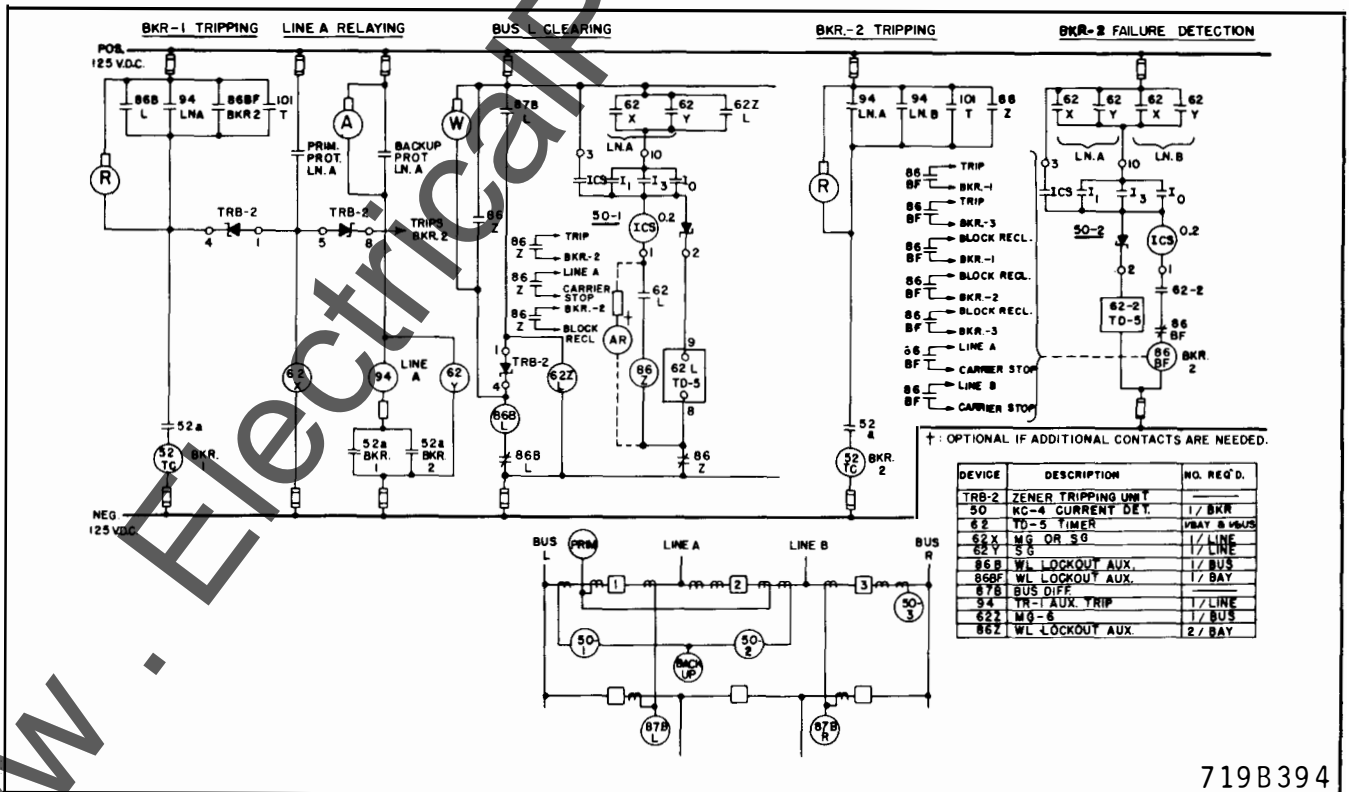 BKR-1 TRIPPING
LINE A RELAYING
BUS L CLEARING
BKR.-2 TRIPPING
BKR.-2 FAILURE DETECTION
POS.
125 V.D.C.
86B
L
94
LNA
86BF
BKR2
101
T
R
A
PRIM.
PROT.
LN. A
BACKUP
PROT
LN. A
TRB-2
4
1
TRB-2
5
8
TRIPS
BKR. 2
62
X
94
LINE
A
62
Y
52a
52
TC
BKR.
1
52a
BKR.
1
52a
BKR
2
NEG.
125 V.D.C.
W
87B
L
86
Z
86
Z
TRIP
BKR.-2
86
Z
LINE A
CARRIER
STOP
86
Z
BKR.-2
BLOCK
RECL
1
TRB-2
4
62Z
L
86B
L
86B
L
62
X
62
Y
62Z
L
LN.A
3
10
ICS
I1
I3
I0
50-1
ICS
0.2
1
2
62
L
†
AR
86
Z
9
62 L
TD-5
8
86
Z
94
LN.A
94
LN.B
101
T
86
Z
R
52
a
52
TC
BKR.
2
86
BF
TRIP
BKR.-1
86
BF
TRIP
BKR.-3
86
BF
BLOCK RECL.
BKR.-1
86
BF
BLOCK RECL.
BKR.-2
86
BF
BLOCK RECL.
BKR.-3
86
BF
LINE A
CARRIER STOP
86
BF
LINE B
CARRIER STOP
62
X
62
Y
62
X
62
Y
LN.A
LN.B
3
10
ICS
I1
I3
I0
50-2
ICS
0.2
2
1
62-2
TD-5
62-2
86
BF
86
BF
BKR.
2
† : OPTIONAL IF ADDITIONAL CONTACTS ARE NEEDED.
DEVICE DESCRIPTION NO. REQ'D.
TRB-2 ZENER TRIPPING UNIT
50 KC-4 CURRENT DET. 1/BKR
62 TD-5 TIMER 1/BAY & 1/BUS
62X MG OR SG 1/LINE
62Y SG 1/LINE
86B WL LOCKOUT AUX. 1/BUS
86BF WL LOCKOUT AUX. 1/BAY
87B BUS DIFF.
94 TR-1 AUX. TRIP 1/LINE
62Z MG-6 1/BUS
86Z WL LOCKOUT AUX. 2/BAY
BUS
L
PRIM
LINE A
LINE B
BUS
R
1
2
3
50-
1
50-
2
50-
3
BACK
UP
87B
L
87B
R
719B394
w . ElectricalP